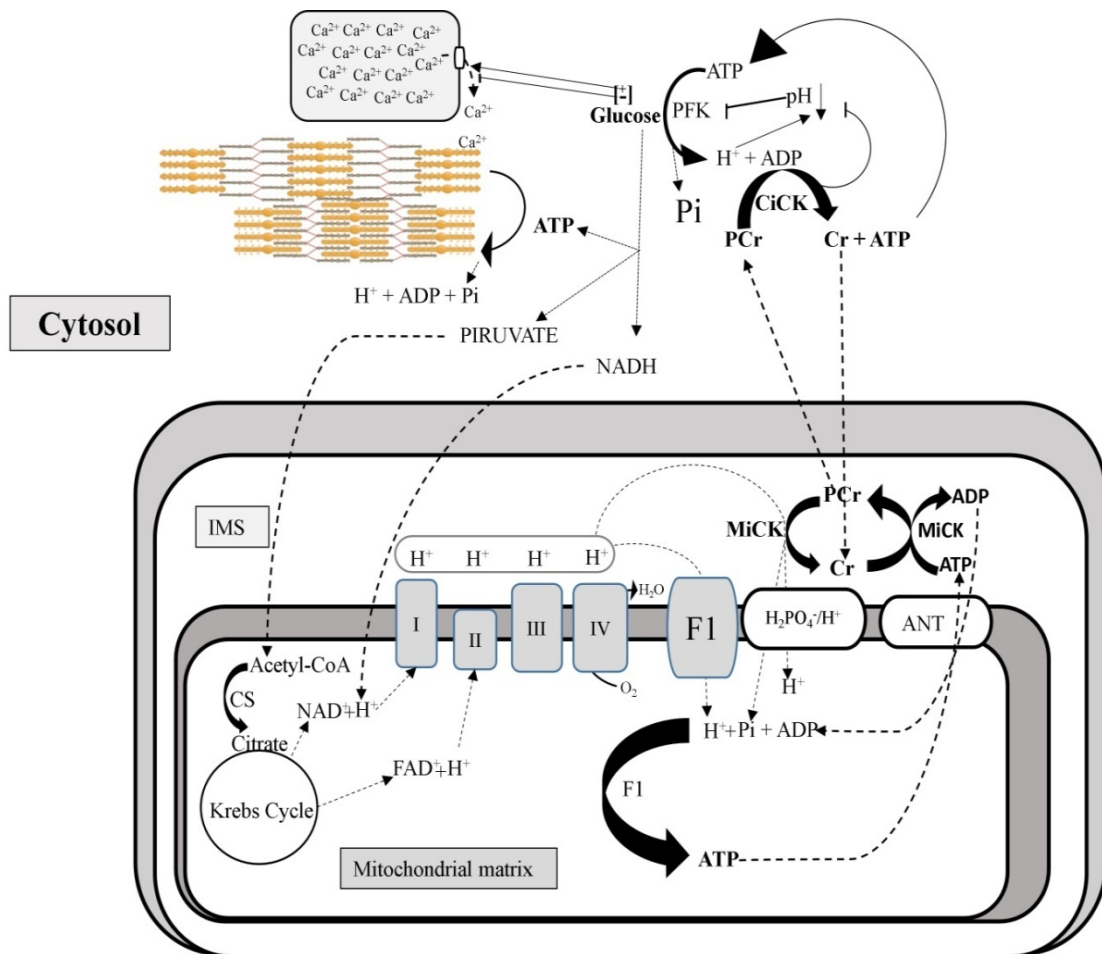 Ca²⁺ Ca²⁺ Ca²⁺ Ca²⁺
Ca²⁺ Ca²⁺ Ca²⁺ Ca²⁺
Ca²⁺ Ca²⁺ Ca²⁺ Ca²⁺
Ca²⁺ Ca²⁺ Ca²⁺ Ca²⁺
Ca²⁺
Ca²⁺
[±]
Glucose
ATP
PFK
pH
H⁺ + ADP
Pi
CiCK
PCr
Cr + ATP
ATP
H⁺ + ADP + Pi
Cytosol
PIRUVATE
NADH
IMS
H⁺ H⁺ H⁺ H⁺
H₂O
PCr
ADP
MiCK
MiCK
Cr
ATP
I
II
III
IV
F1
H₂PO₄⁻/H⁺
ANT
O₂
H⁺
Acetyl-CoA
CS
NAD⁺+H⁺
Citrate
H⁺+Pi + ADP
FAD⁺+H⁺
F1
Krebs Cycle
ATP
Mitochondrial matrix